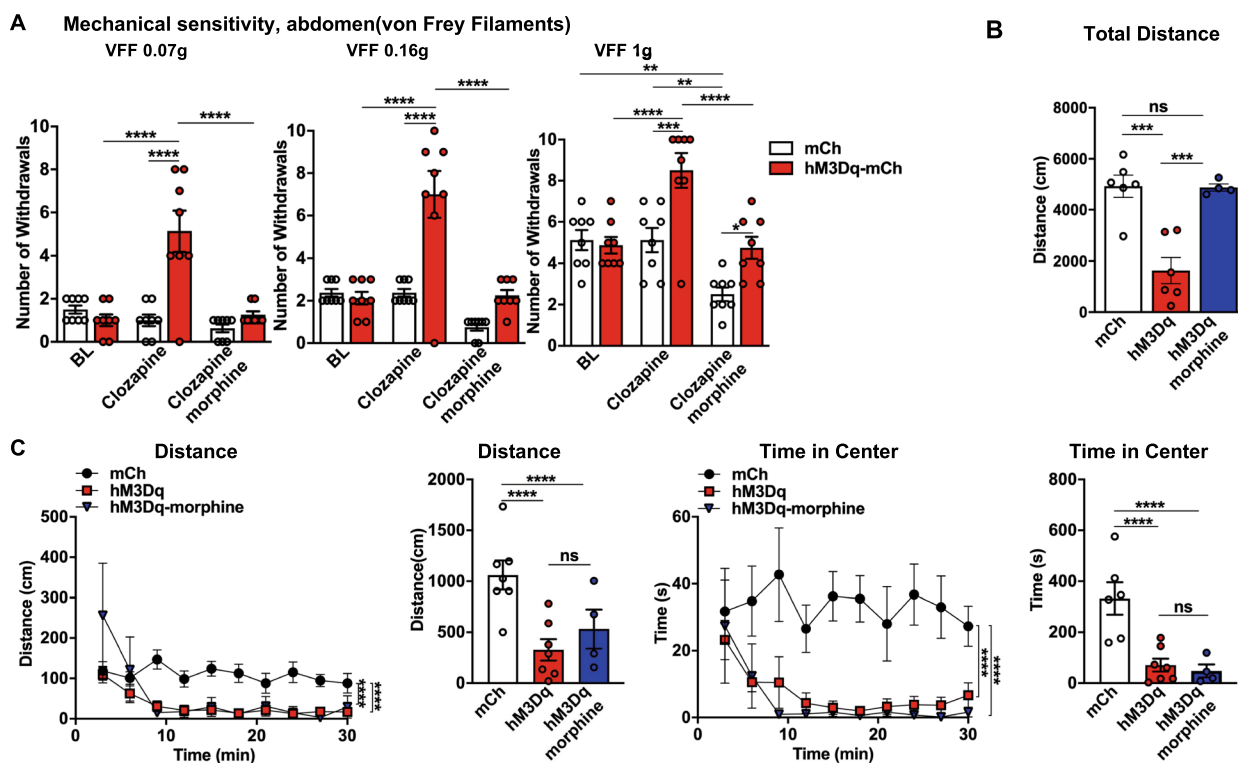 A
Mechanical sensitivity, abdomen(von Frey Filaments)
VFF 0.07g
VFF 0.16g
VFF 1g
Number of Withdrawals
10
8
6
4
2
0
****
****
****
BL
Clozapine
Clozapine
morphine
Number of Withdrawals
10
8
6
4
2
0
****
****
****
BL
Clozapine
Clozapine
morphine
Number of Withdrawals
10
8
6
4
2
0
**
**
****
****
***
*
BL
Clozapine
Clozapine
morphine
mCh
hM3Dq-mCh
B
Total Distance
Distance (cm)
8000
6000
4000
2000
0
ns
***
***
mCh
hM3Dq
hM3Dq
morphine
C
Distance
mCh
hM3Dq
hM3Dq-morphine
Distance (cm)
500
400
300
200
100
0
0
10
20
30
Time (min)
****
****
Distance
Distance(cm)
2000
1500
1000
500
0
****
****
ns
mCh
hM3Dq
hM3Dq
morphine
Time in Center
mCh
hM3Dq
hM3Dq-morphine
Time (s)
60
40
20
0
0
10
20
30
Time (min)
****
****
Time in Center
Time (s)
800
600
400
200
0
****
****
ns
mCh
hM3Dq
hM3Dq
morphine